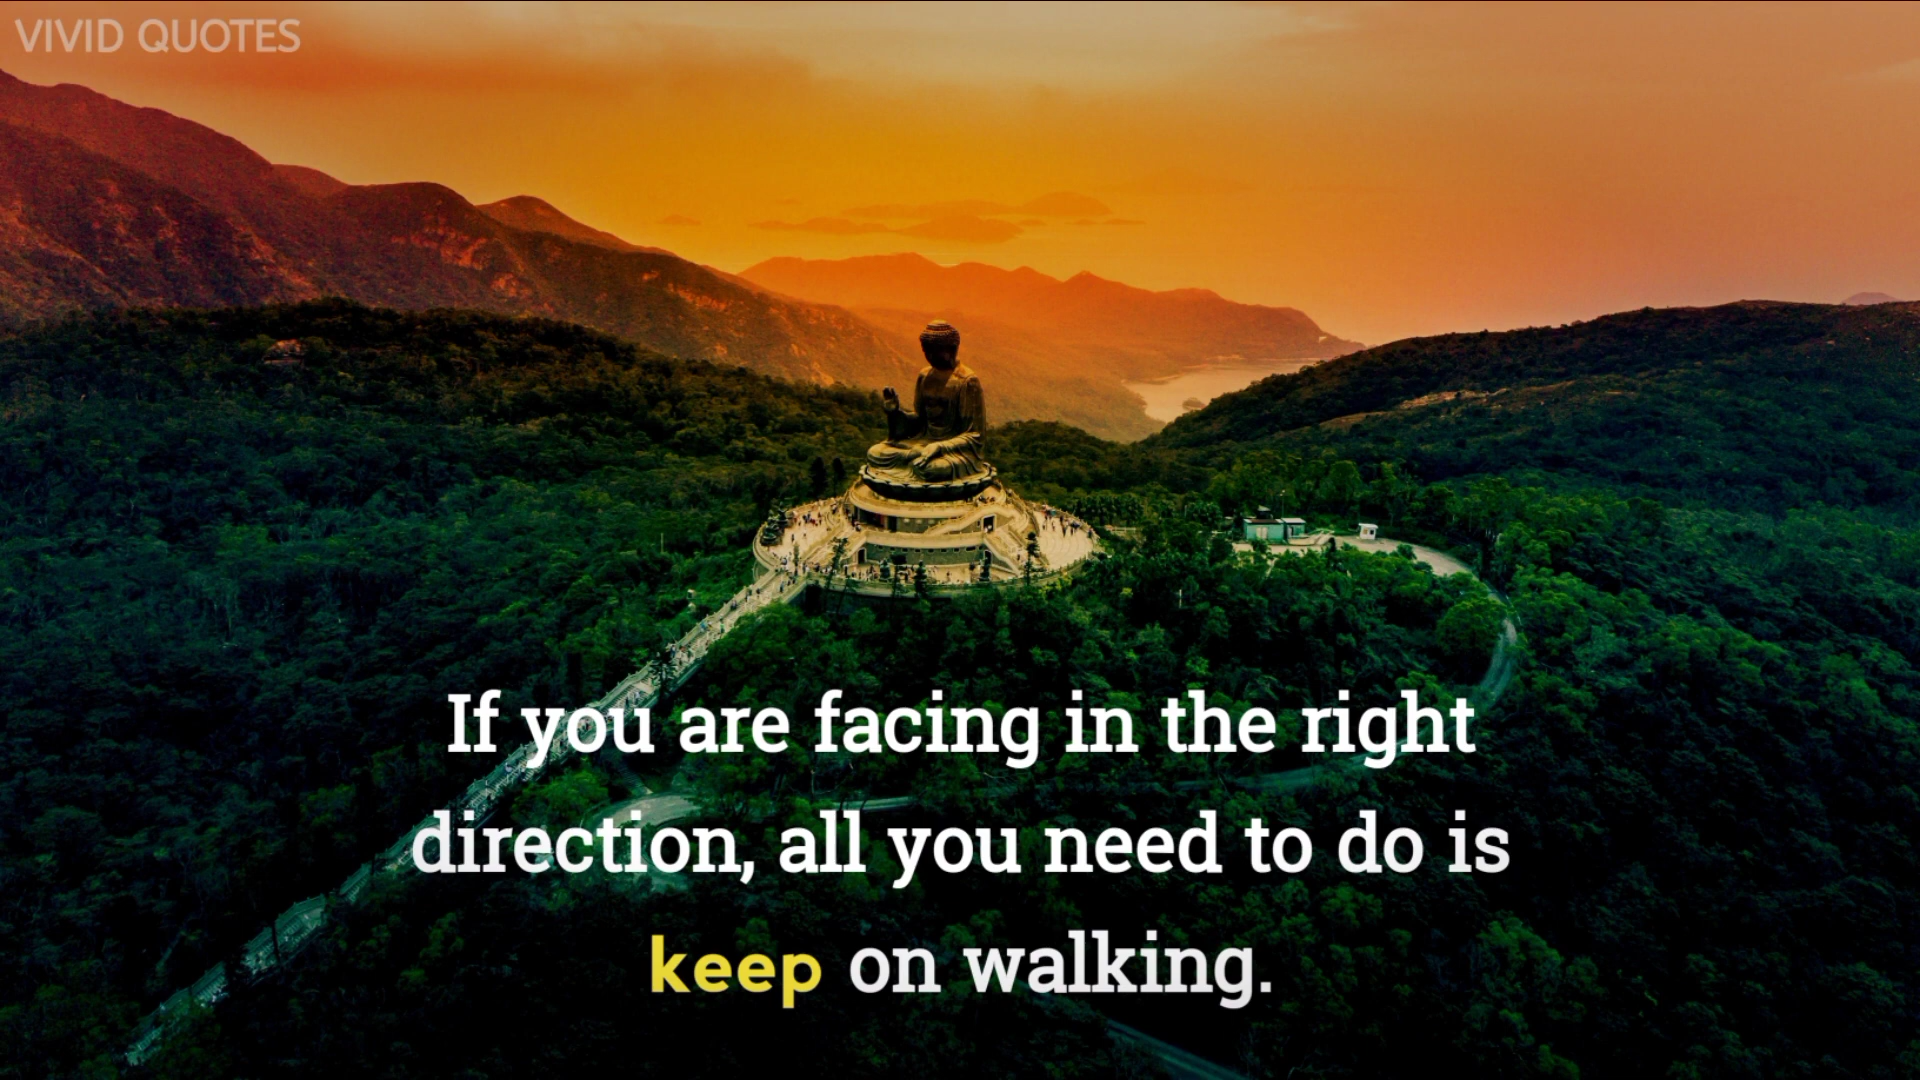 VIVID QUOTES
If you are facing in the right
direction, all you need to do is
keep on walking.